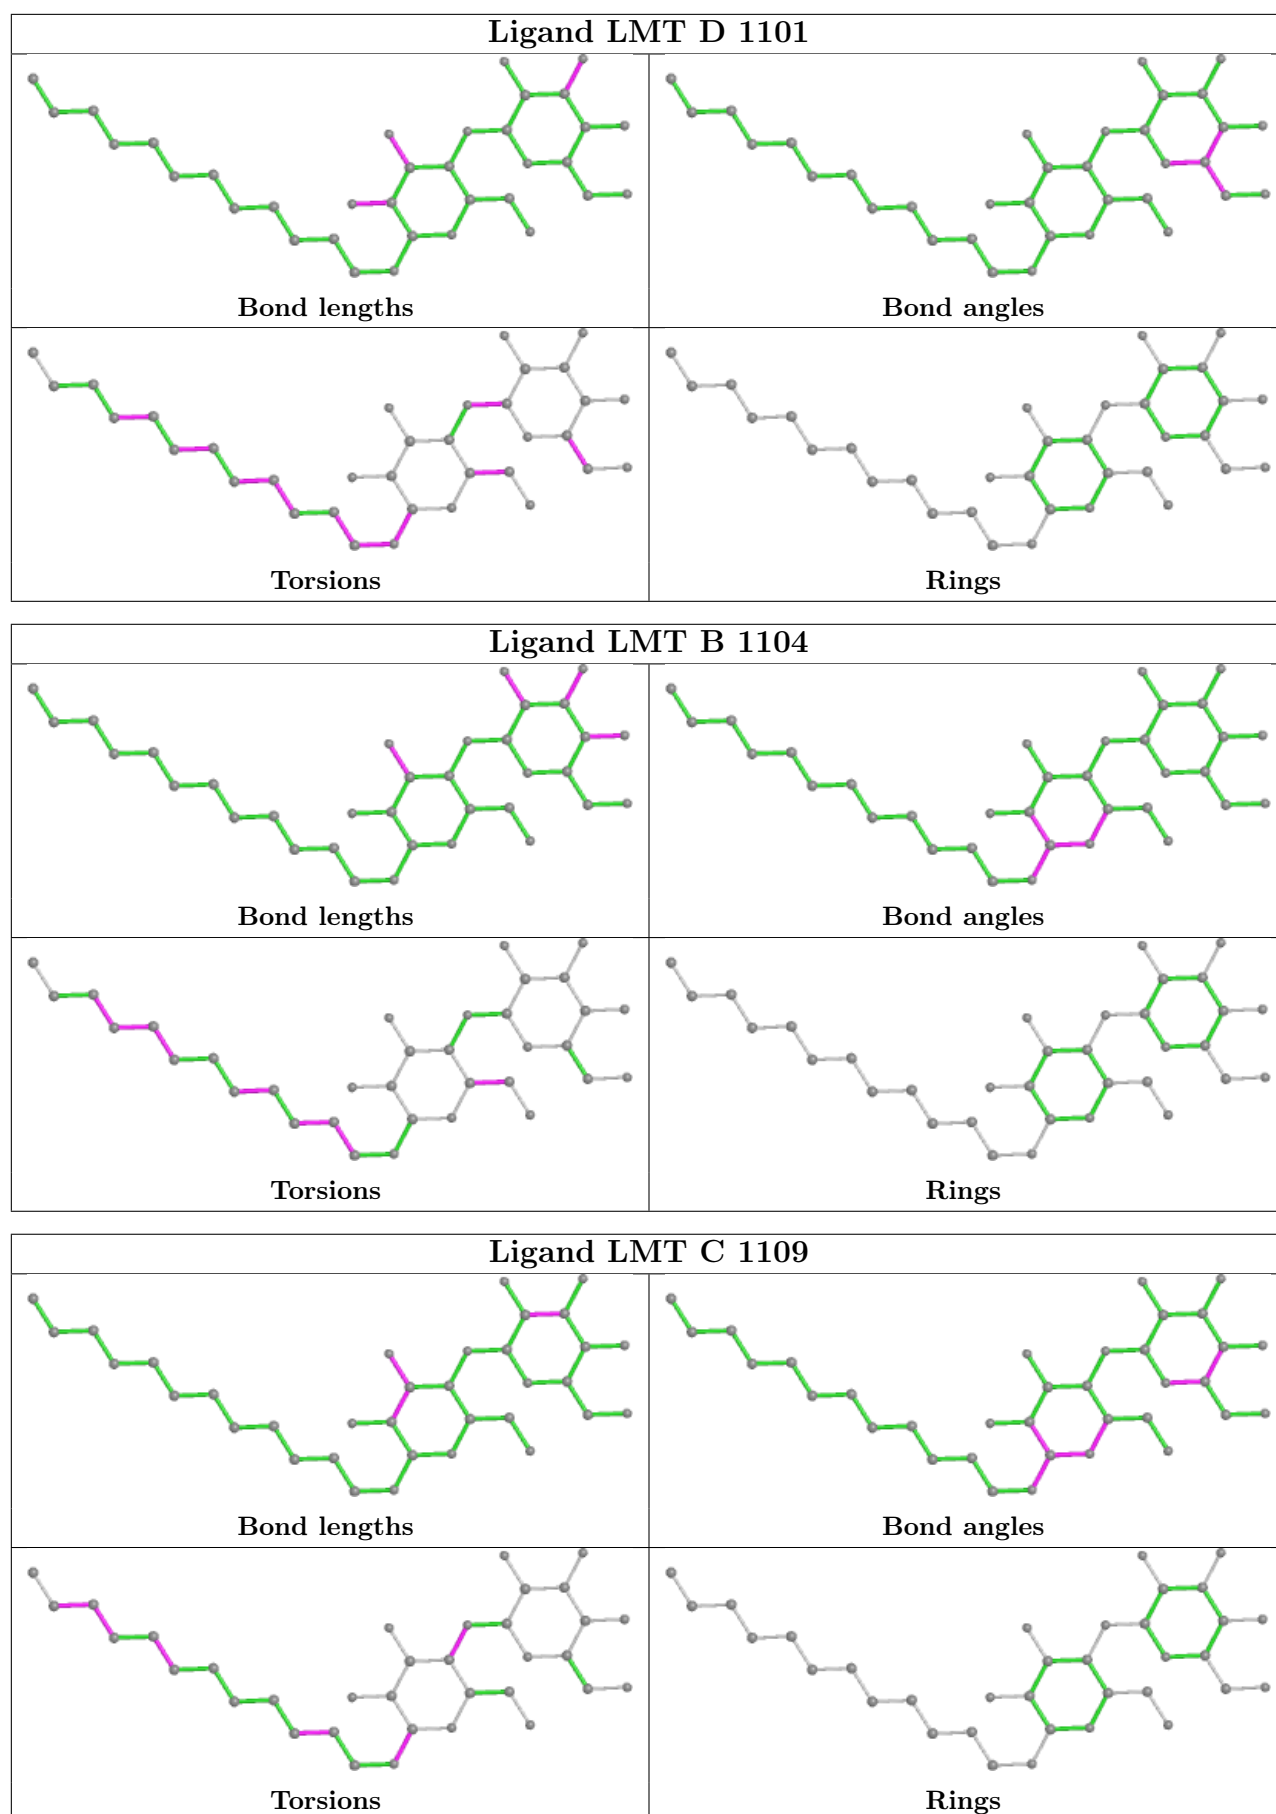 Ligand LMT D 1101
Bond lengths
Bond angles
Torsions
Rings
Ligand LMT B 1104
Bond lengths
Bond angles
Torsions
Rings
Ligand LMT C 1109
Bond lengths
Bond angles
Torsions
Rings